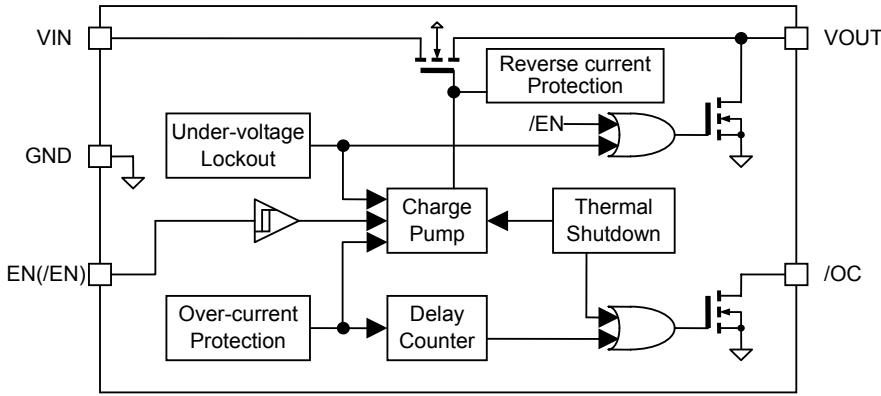 VIN
VOUT
Reverse current
Protection
Under-voltage
Lockout
/EN
GND
Charge
Pump
Thermal
Shutdown
EN(/EN)
/OC
Over-current
Protection
Delay
Counter